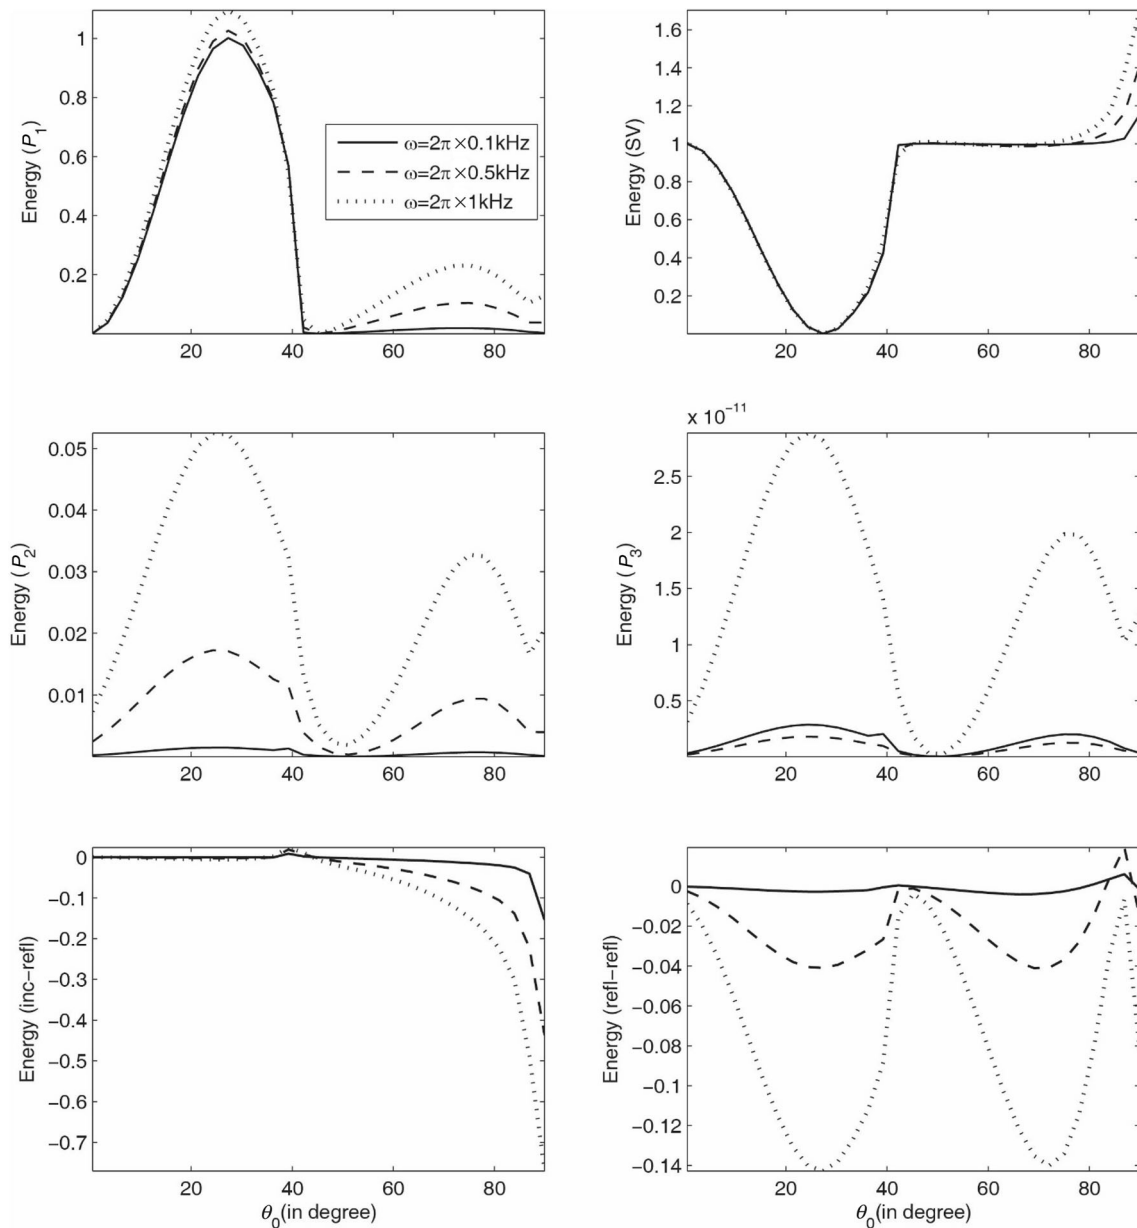 1
0.8
0.6
0.4
0.2
Energy (P1)
20 40 60 80
ω=2π×0.1kHz
ω=2π×0.5kHz
ω=2π×1kHz
1.6
1.4
1.2
1
0.8
0.6
0.4
0.2
Energy (SV)
20 40 60 80
0.05
0.04
0.03
0.02
0.01
Energy (P2)
20 40 60 80
x 10−11
2.5
2
1.5
1
0.5
Energy (P3)
20 40 60 80
0
−0.1
−0.2
−0.3
−0.4
−0.5
−0.6
−0.7
Energy (inc−refl)
20 40 60 80
θ0(in degree)
0
−0.02
−0.04
−0.06
−0.08
−0.1
−0.12
−0.14
Energy (refl−refl)
20 40 60 80
θ0(in degree)